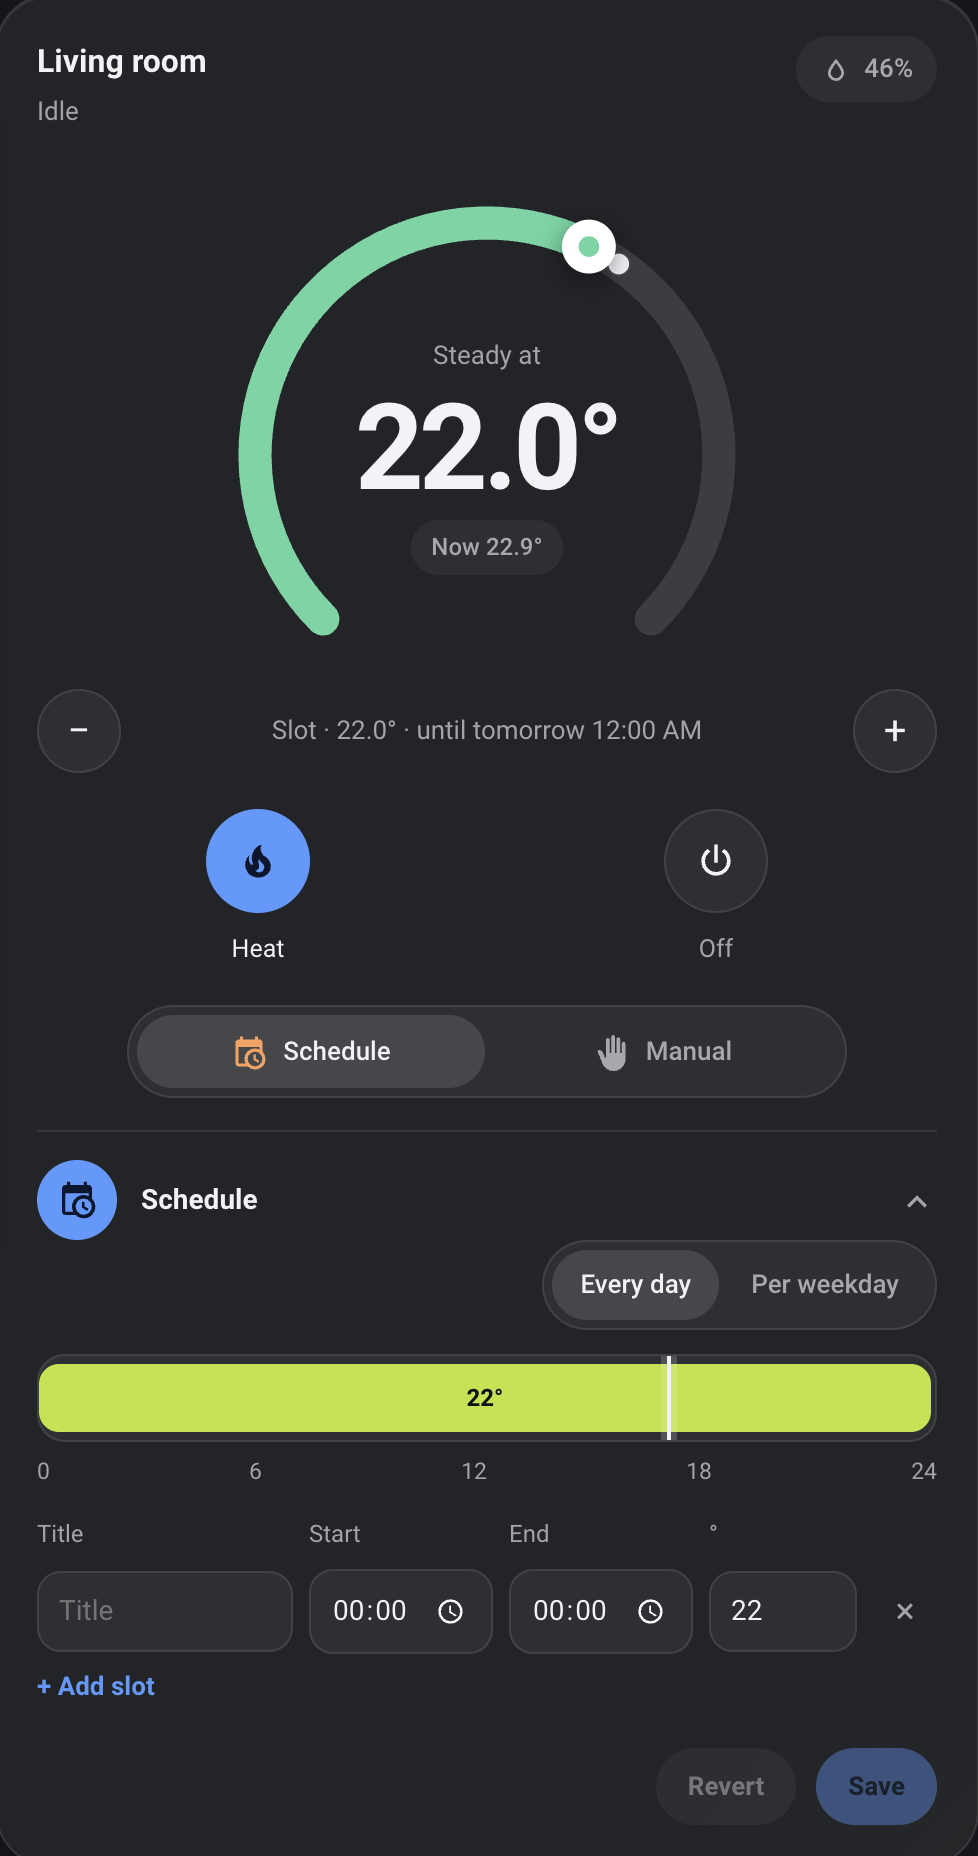 Living room
46%
Idle
Steady at
22.0°
Now 22.9°
−
Slot · 22.0° · until tomorrow 12:00 AM
+
Heat
Off
Schedule
Manual
Schedule
Every day
Per weekday
22°
0 6 12 18 24
Title Start End °
Title 00:00 00:00 22 ×
+ Add slot
Revert
Save